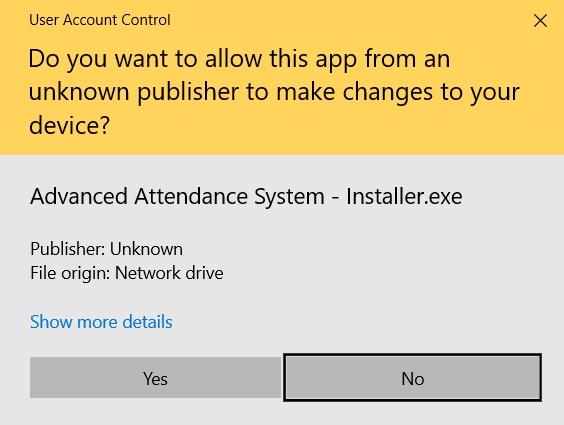 User Account Control
Do you want to allow this app from an
unknown publisher to make changes to your
device?
Advanced Attendance System - Installer.exe
Publisher: Unknown
File origin: Network drive
Show more details
Yes
No